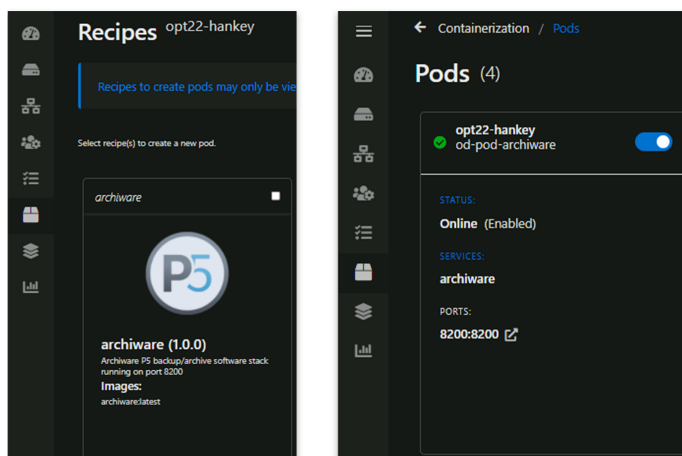 Recipes opt22-hankey
Recipes to create pods may only be vie
Select recipe(s) to create a new pod.
archiware
P5
archiware (1.0.0)
Archiware P5 backup/archive software stack
running on port 8200
Images:
archiware:latest
Containerization / Pods
Pods (4)
opt22-hankey
od-pod-archiware
STATUS:
Online (Enabled)
SERVICES:
archiware
PORTS:
8200:8200